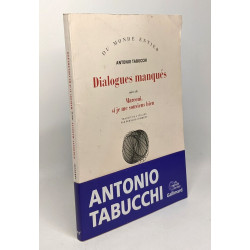 DU MONDE ENTIER
ANTONIO TABUCCHI
Dialogues manqués
suivi de
Marconi,
si je me souviens bien
ANTONIO
TABUCCHI
Gallimard